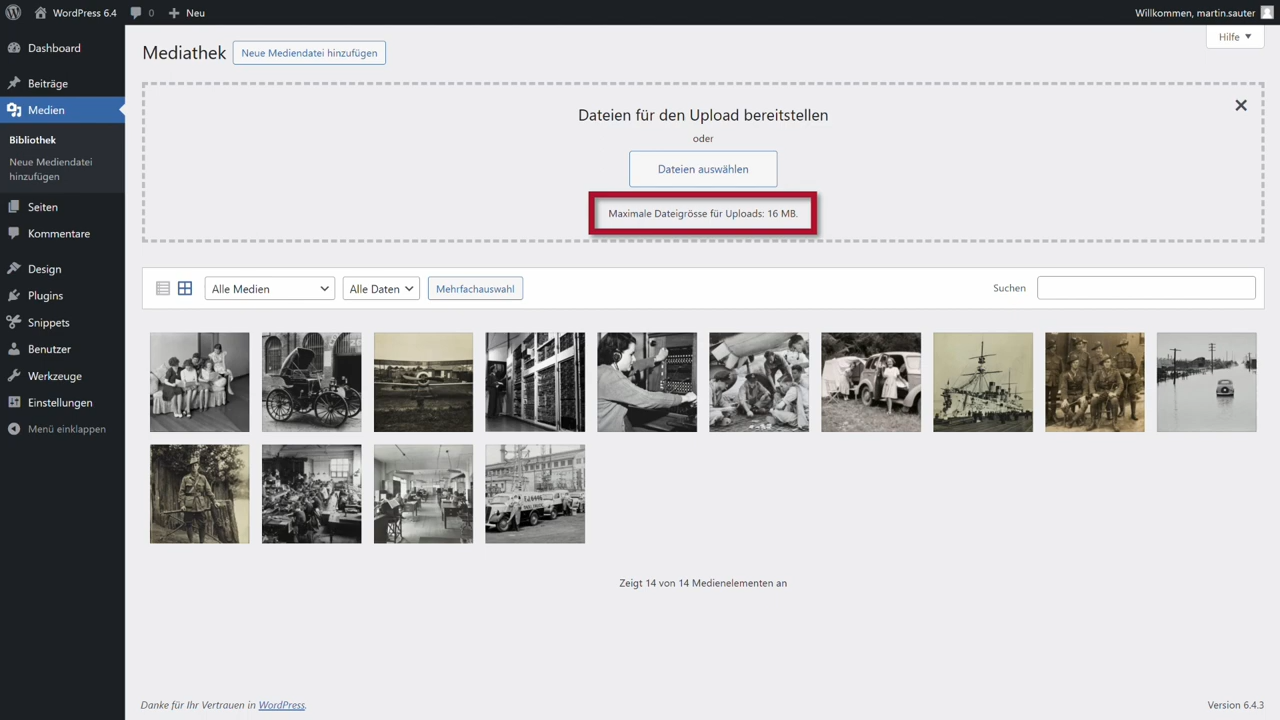 WordPress 6.4
0
Neu
Willkommen, martin.sauter
Dashboard
Beiträge
Medien
Bibliothek
Neue Mediendatei
hinzufügen
Seiten
Kommentare
Design
Plugins
Snippets
Benutzer
Werkzeuge
Einstellungen
Menü einklappen
Hilfe
Mediathek
Neue Mediendatei hinzufügen
Dateien für den Upload bereitstellen
oder
Dateien auswählen
Maximale Dateigrösse für Uploads: 16 MB.
Alle Medien
Alle Daten
Mehrfachauswahl
Suchen
Zeigt 14 von 14 Medienelementen an
Danke für Ihr Vertrauen in WordPress.
Version 6.4.3